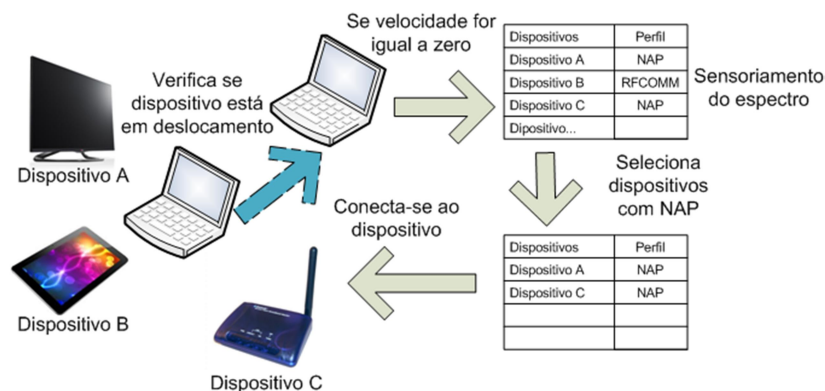 Se velocidade for
igual a zero
Verifica se
dispositivo está
em deslocamento
Dispositivo A
Dispositivo B
Dispositivos Perfil
Dispositivo A NAP
Dispositivo B RFCOMM
Dispositivo C NAP
Dipositivo...
Sensoriamento
do espectro
Seleciona
dispositivos
com NAP
Dispositivos Perfil
Dispositivo A NAP
Dispositivo C NAP
Conecta-se ao
dispositivo
Dispositivo C